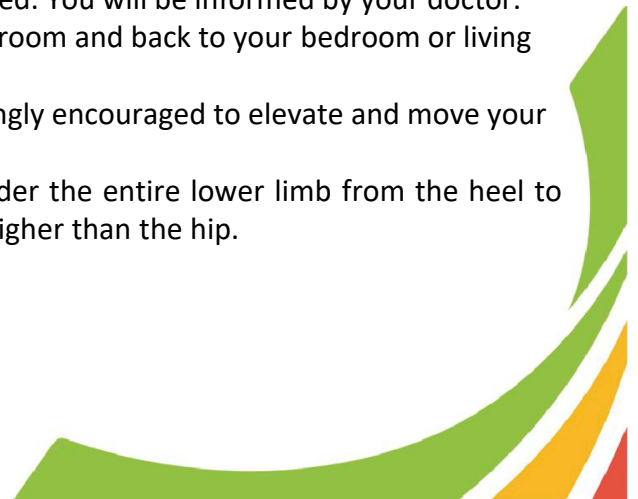 ed. You will be informed by your doctor.
room and back to your bedroom or living
ngly encouraged to elevate and move your
der the entire lower limb from the heel to
igher than the hip.